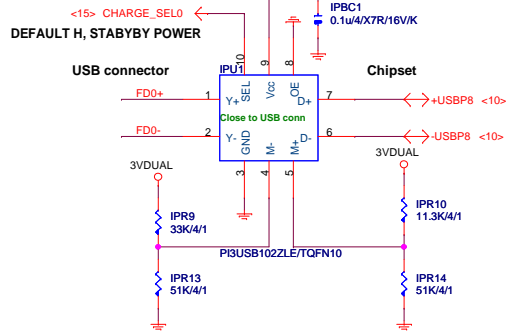 <15> CHARGE_SEL0
IPBC1
0.1u/4/X7R/16V/K
DEFAULT H, STABYBY POWER
10
9
8
USB connector
IPU1
Chipset
SEL
Vcc
OE
FD0+
1
Y+
D+
7
+USBP8 <10>
Close to USB conn
FD0-
2
Y-
D-
6
-USBP8 <10>
GND
M-
M+
3VDUAL
3
4
5
3VDUAL
IPR9
33K/4/1
IPR10
11.3K/4/1
PI3USB102ZLE/TQFN10
IPR13
51K/4/1
IPR14
51K/4/1